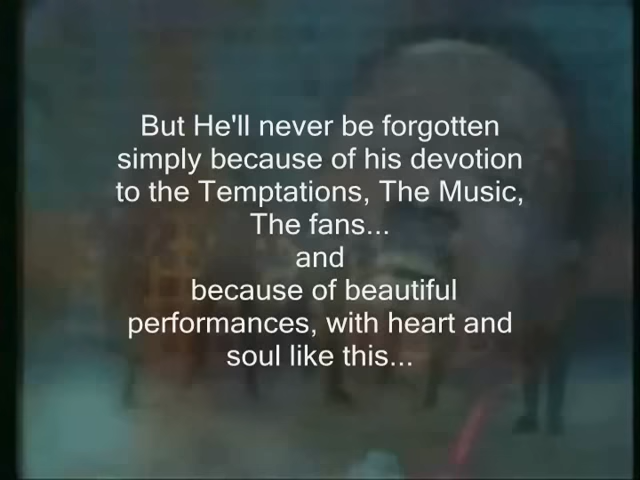 But He'll never be forgotten
simply because of his devotion
to the Temptations, The Music,
The fans...
and
because of beautiful
performances, with heart and
soul like this...